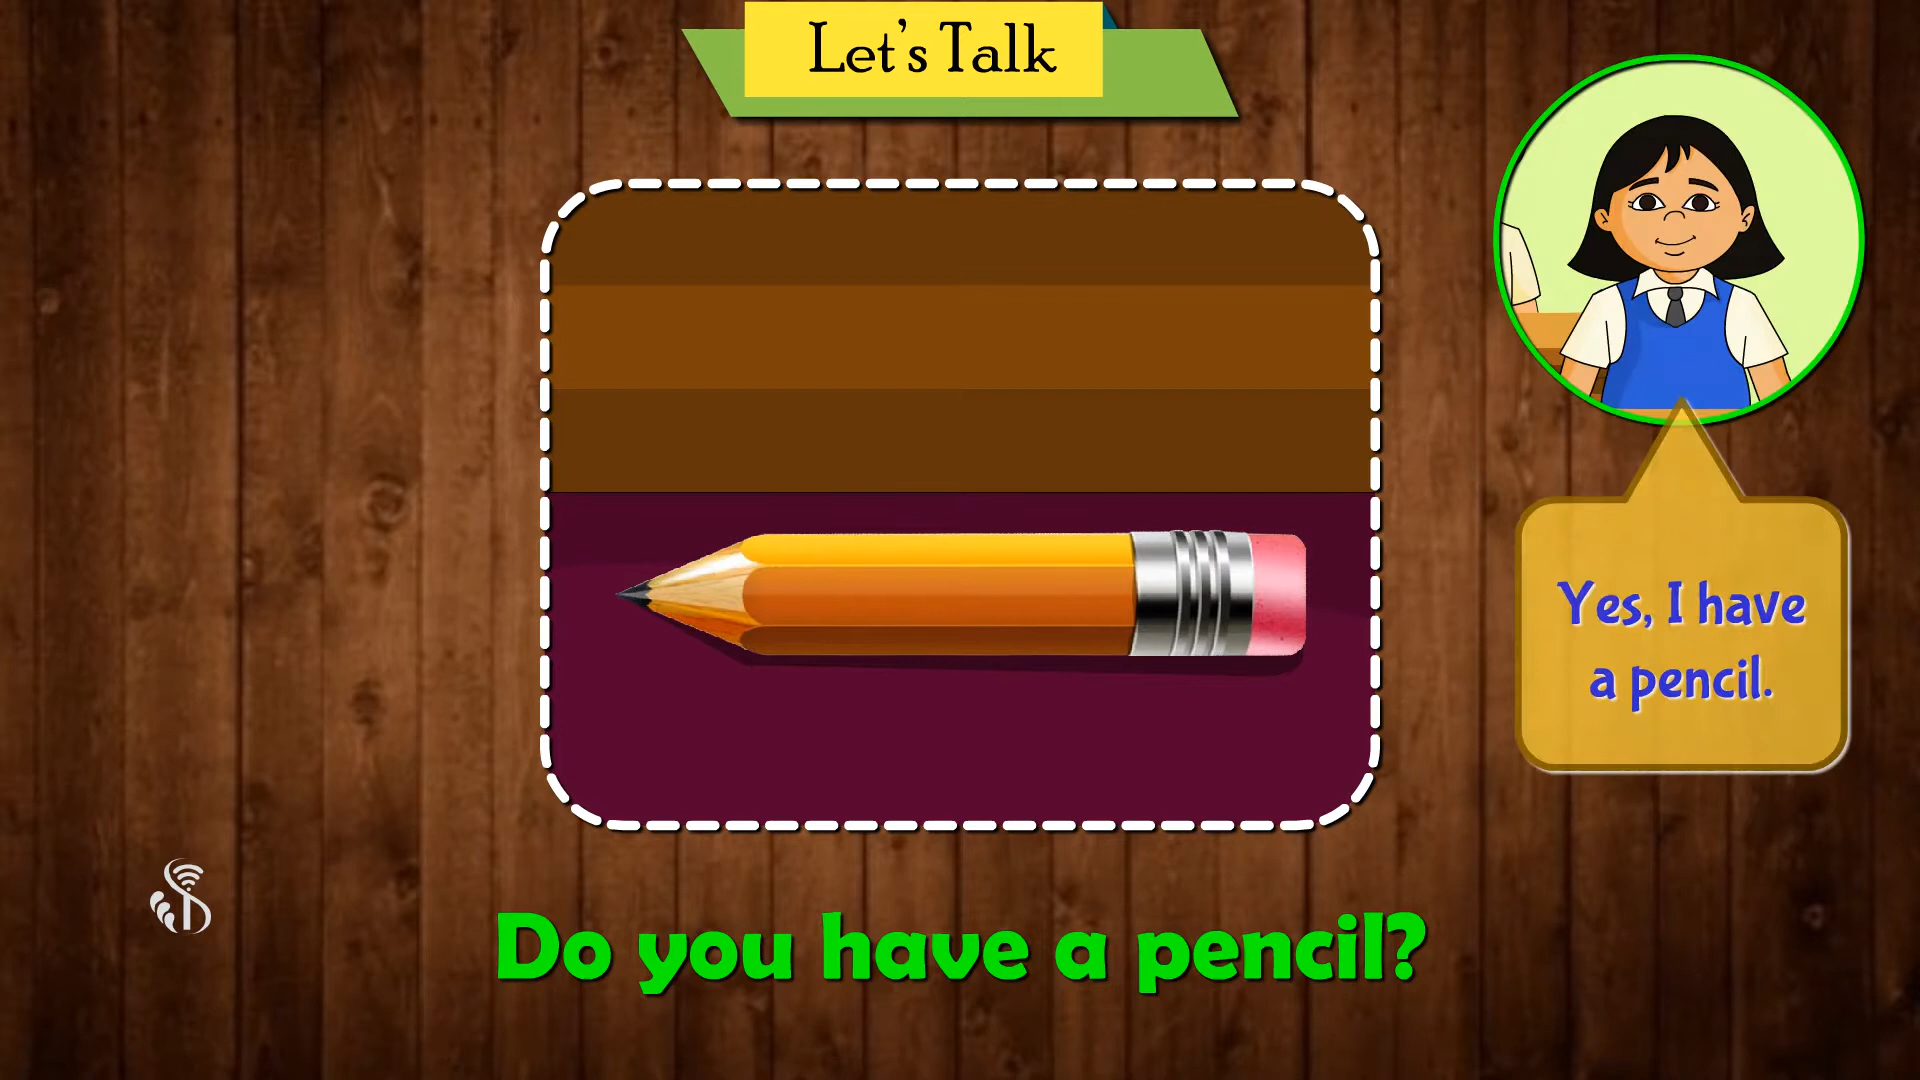 Let's Talk
Yes, I have
a pencil.
Do you have a pencil?